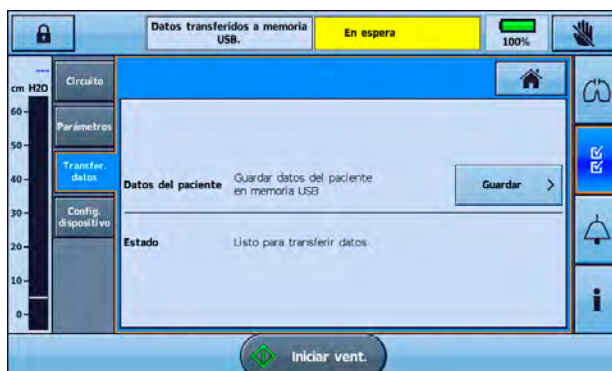 Datos transferidos a memoria
USB.
En espera
100%
---
cm H2O
60
50
40
30
20
10
0
Circuito
Parámetros
Transfer.
datos
Config.
dispositivo
Datos del paciente
Guardar datos del paciente
en memoria USB
Guardar
Estado
Listo para transferir datos
Iniciar vent.